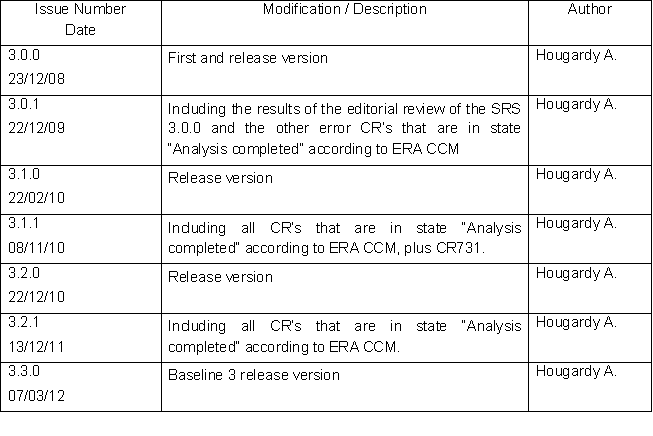 Issue Number
Date
Modification / Description
Author
3.0.0
23/12/08
First and release version
Hougardy A.
3.0.1
22/12/09
Including the results of the editorial review of the SRS
3.0.0 and the other error CR's that are in state
"Analysis completed" according to ERA CCM
Hougardy A.
3.1.0
22/02/10
Release version
Hougardy A.
3.1.1
08/11/10
Including all CR's that are in state "Analysis
completed" according to ERA CCM, plus CR731.
Hougardy A.
3.2.0
22/12/10
Release version
Hougardy A.
3.2.1
13/12/11
Including all CR's that are in state "Analysis
completed" according to ERA CCM.
Hougardy A.
3.3.0
07/03/12
Baseline 3 release version
Hougardy A.